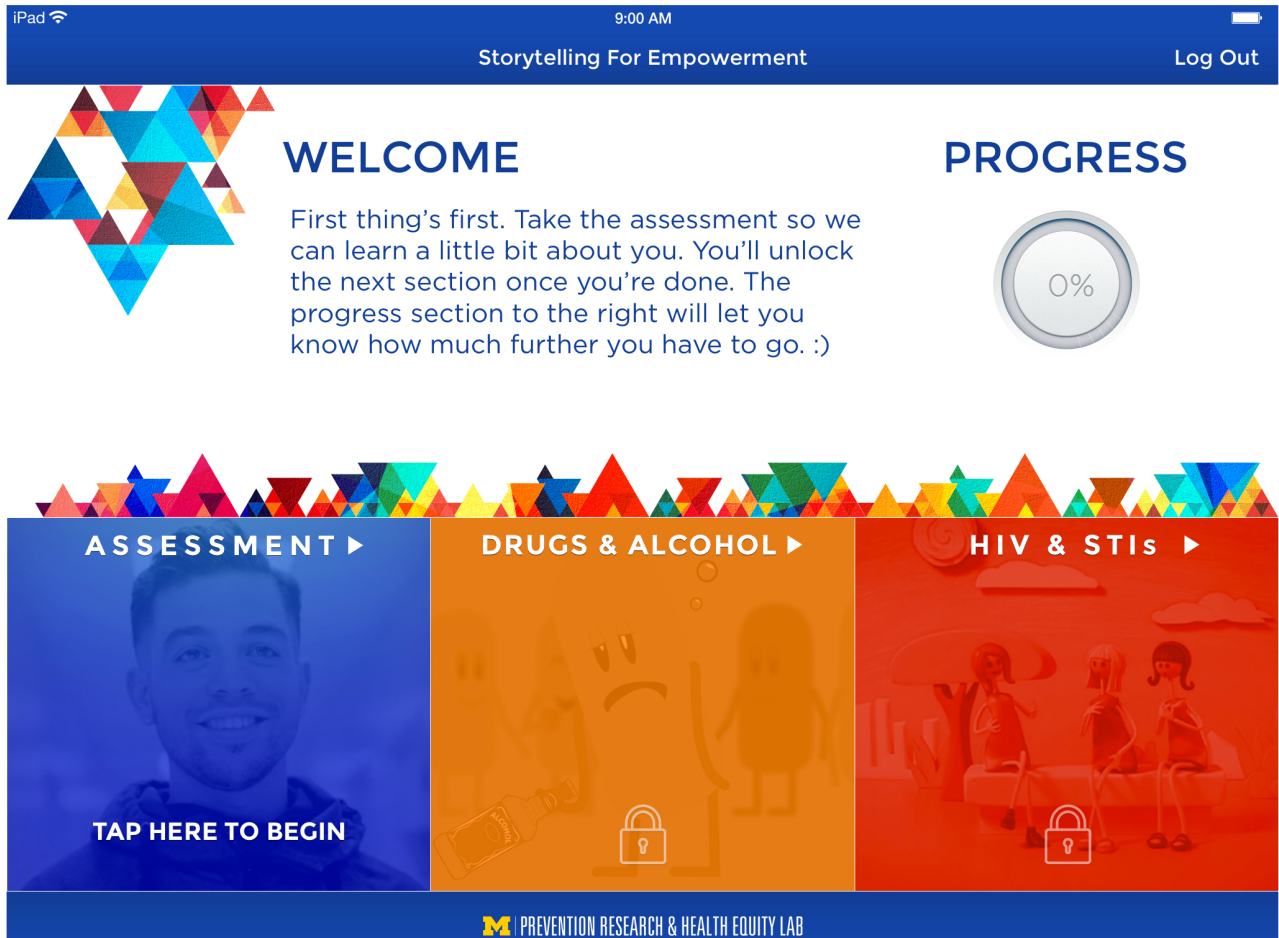 iPad
9:00 AM
Storytelling For Empowerment
Log Out
WELCOME
PROGRESS
First thing’s first. Take the assessment so we
can learn a little bit about you. You’ll unlock
the next section once you’re done. The
progress section to the right will let you
know how much further you have to go. :)
0%
ASSESSMENT
DRUGS & ALCOHOL
HIV & STIs
ALCOHOL
TAP HERE TO BEGIN
M | PREVENTION RESEARCH & HEALTH EQUITY LAB